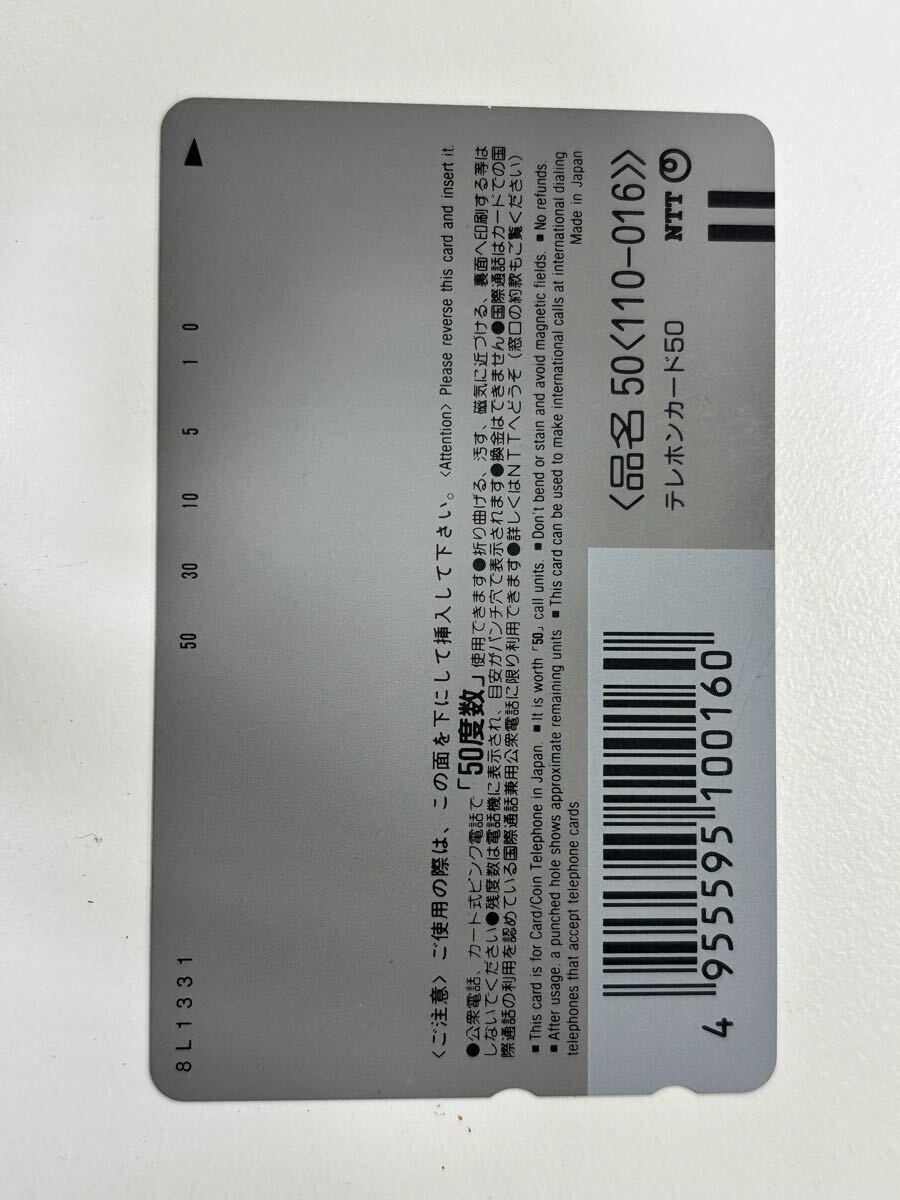 8L1331 50 30 10 5 1 0
〈ご注意〉ご使用の際は、この面を下にして挿入して下さい。〈Attention〉Please reverse this card and insert it.
●公衆電話、カード式ピンク電話で「50度数」使用できます●折り曲げる、汚す、磁気に近づける、裏面へ印刷する等は
しないでください●残度数は電話機に表示され、目安がパンチ穴で表示されます●換金はできません●国際通話はカードでの国
際通話の利用を認めている国際通話兼用公衆電話に限り利用できます●詳しくはNTTへどうぞ（窓口の約款もご覧ください）
■ This card is for Card/Coin Telephone in Japan. ■ It is worth「50」call units. ■ Don't bend or stain and avoid magnetic fields. ■ No refunds.
■ After usage, a punched hole shows approximate remaining units ■ This card can be used to make international calls at international dialing
telephones that accept telephone cards
Made in Japan
〈品名 50〈110-016〉〉
テレホンカード50
NTT
4 955595 100160